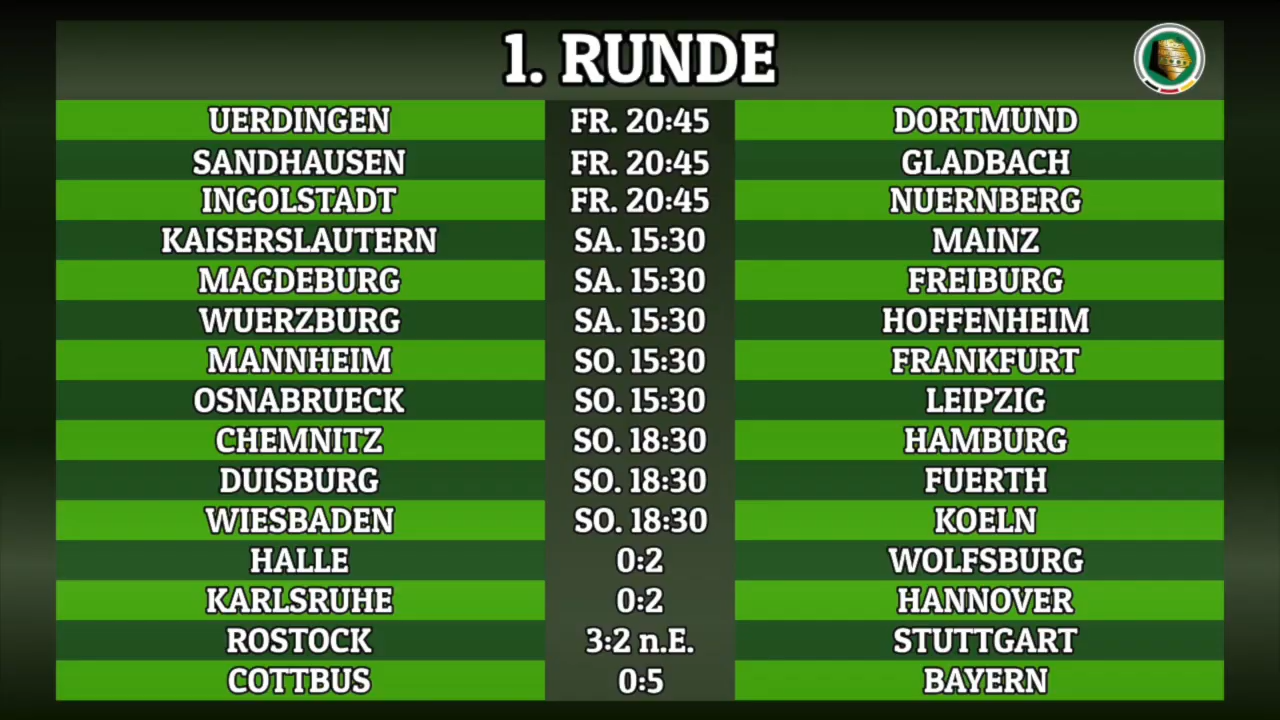 1. RUNDE
UERDINGEN FR. 20:45 DORTMUND
SANDHAUSEN FR. 20:45 GLADBACH
INGOLSTADT FR. 20:45 NUERNBERG
KAISERSLAUTERN SA. 15:30 MAINZ
MAGDEBURG SA. 15:30 FREIBURG
WUERZBURG SA. 15:30 HOFFENHEIM
MANNHEIM SO. 15:30 FRANKFURT
OSNABRUECK SO. 15:30 LEIPZIG
CHEMNITZ SO. 18:30 HAMBURG
DUISBURG SO. 18:30 FUERTH
WIESBADEN SO. 18:30 KOELN
HALLE 0:2 WOLFSBURG
KARLSRUHE 0:2 HANNOVER
ROSTOCK 3:2 n.E. STUTTGART
COTTBUS 0:5 BAYERN